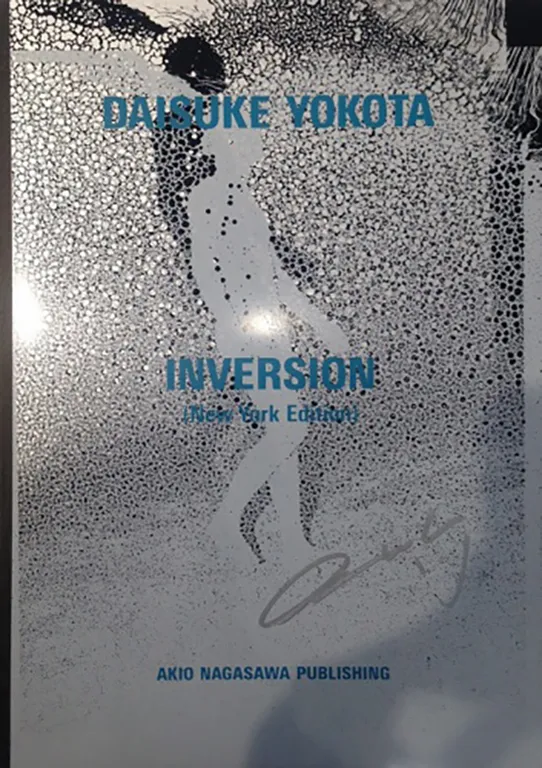 DAISUKE YOKOTA
INVERSION
(New York Edition)
AKIO NAGASAWA PUBLISHING